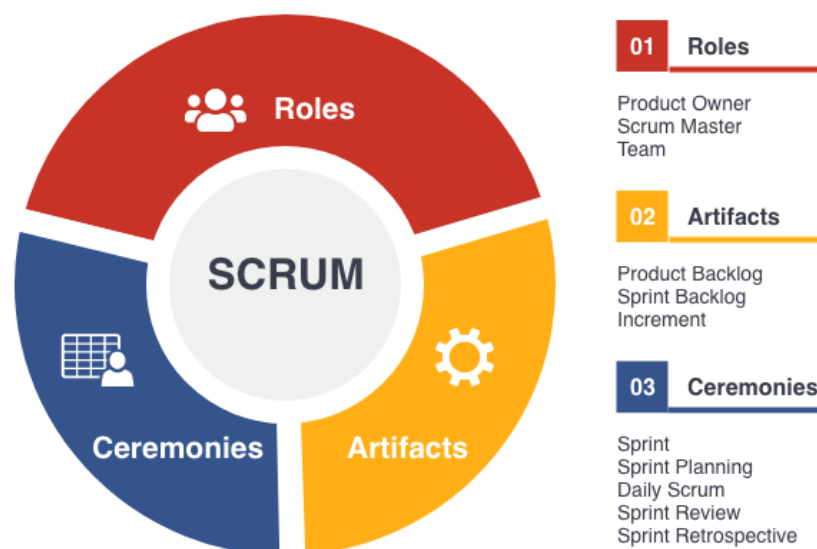 Roles
SCRUM
Ceremonies
Artifacts
01 Roles
Product Owner
Scrum Master
Team
02 Artifacts
Product Backlog
Sprint Backlog
Increment
03 Ceremonies
Sprint
Sprint Planning
Daily Scrum
Sprint Review
Sprint Retrospective